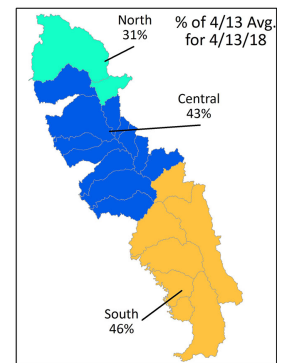 North
31%
% of 4/13 Avg.
for 4/13/18
Central
43%
South
46%